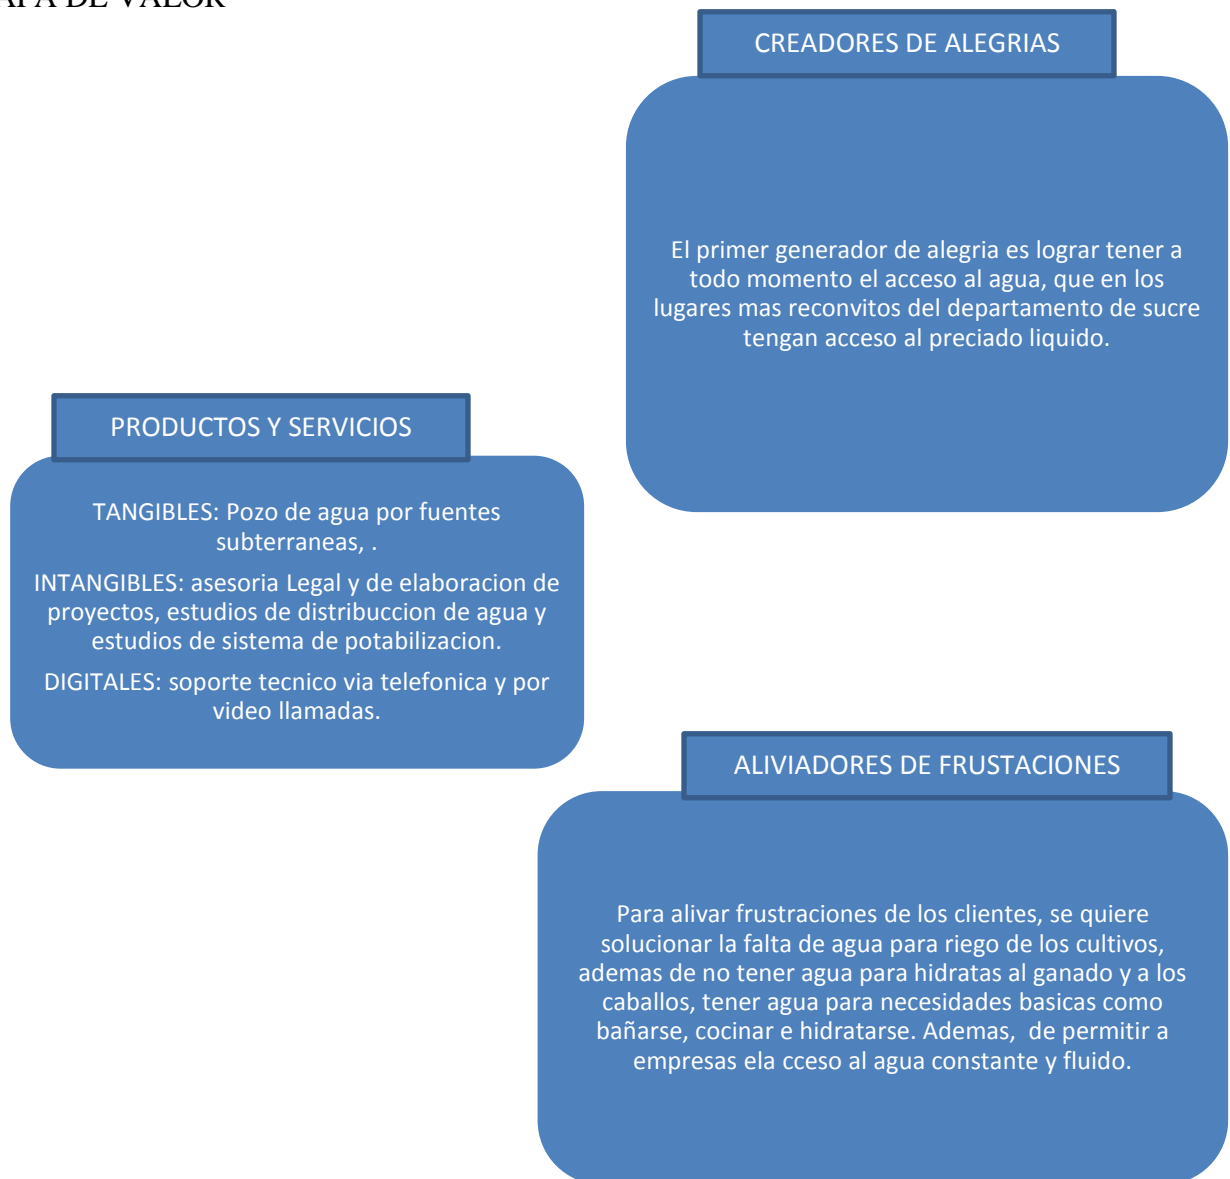 CREADORES DE ALEGRIAS
El primer generador de alegria es lograr tener a
todo momento el acceso al agua, que en los
lugares mas reconvitos del departamento de sucre
tengan acceso al preciado liquido.
PRODUCTOS Y SERVICIOS
TANGIBLES: Pozo de agua por fuentes
subterraneas, .
INTANGIBLES: asesoria Legal y de elaboracion de
proyectos, estudios de distribuccion de agua y
estudios de sistema de potabilizacion.
DIGITALES: soporte tecnico via telefonica y por
video llamadas.
ALIVIADORES DE FRUSTACIONES
Para alivar frustraciones de los clientes, se quiere
solucionar la falta de agua para riego de los cultivos,
ademas de no tener agua para hidratas al ganado y a los
caballos, tener agua para necesidades basicas como
bañarse, cocinar e hidratarse. Ademas,  de permitir a
empresas ela cceso al agua constante y fluido.